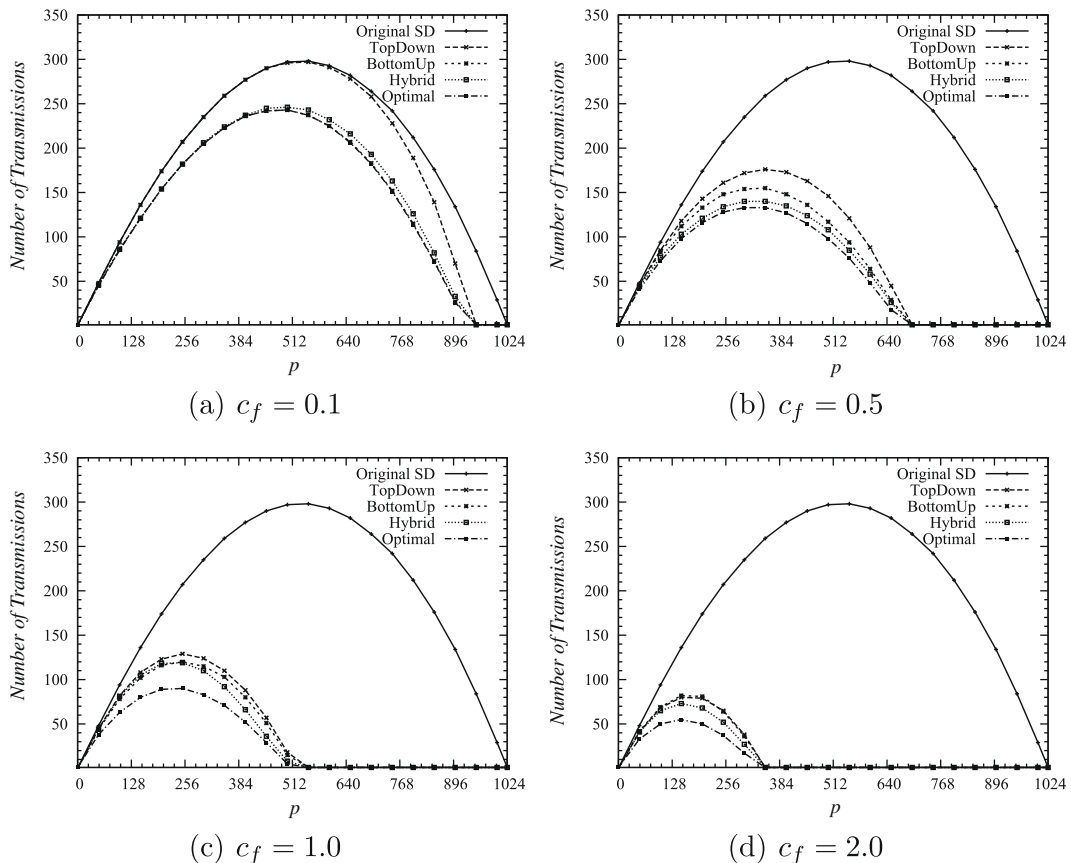 350
300
250
200
150
100
50
Number of Transmissions
Original SD
TopDown
BottomUp
Hybrid
Optimal
0 128 256 384 512 640 768 896 1024
p
(a) c_f = 0.1
350
300
250
200
150
100
50
Number of Transmissions
Original SD
TopDown
BottomUp
Hybrid
Optimal
0 128 256 384 512 640 768 896 1024
p
(b) c_f = 0.5
350
300
250
200
150
100
50
Number of Transmissions
Original SD
TopDown
BottomUp
Hybrid
Optimal
0 128 256 384 512 640 768 896 1024
p
(c) c_f = 1.0
350
300
250
200
150
100
50
Number of Transmissions
Original SD
TopDown
BottomUp
Hybrid
Optimal
0 128 256 384 512 640 768 896 1024
p
(d) c_f = 2.0